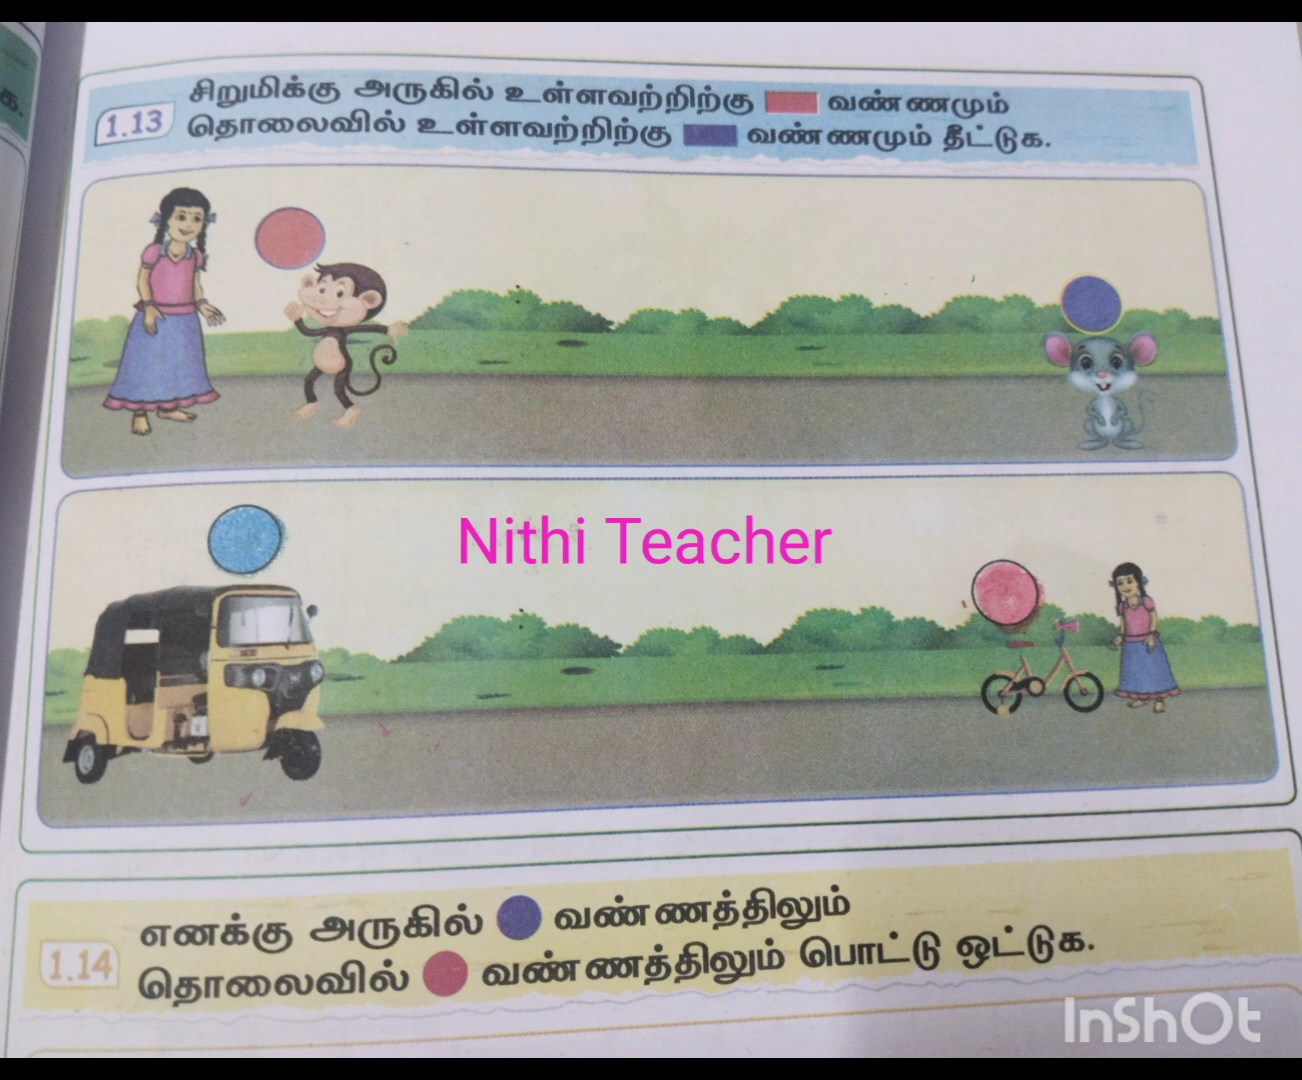 க.
1.13
சிறுமிக்கு அருகில் உள்ளவற்றிற்கு வண்ணமும்
தொலைவில் உள்ளவற்றிற்கு வண்ணமும் தீட்டுக.
Nithi Teacher
1.14
எனக்கு அருகில் வண்ணத்திலும்
தொலைவில் வண்ணத்திலும் பொட்டு ஒட்டுக.
InShOt